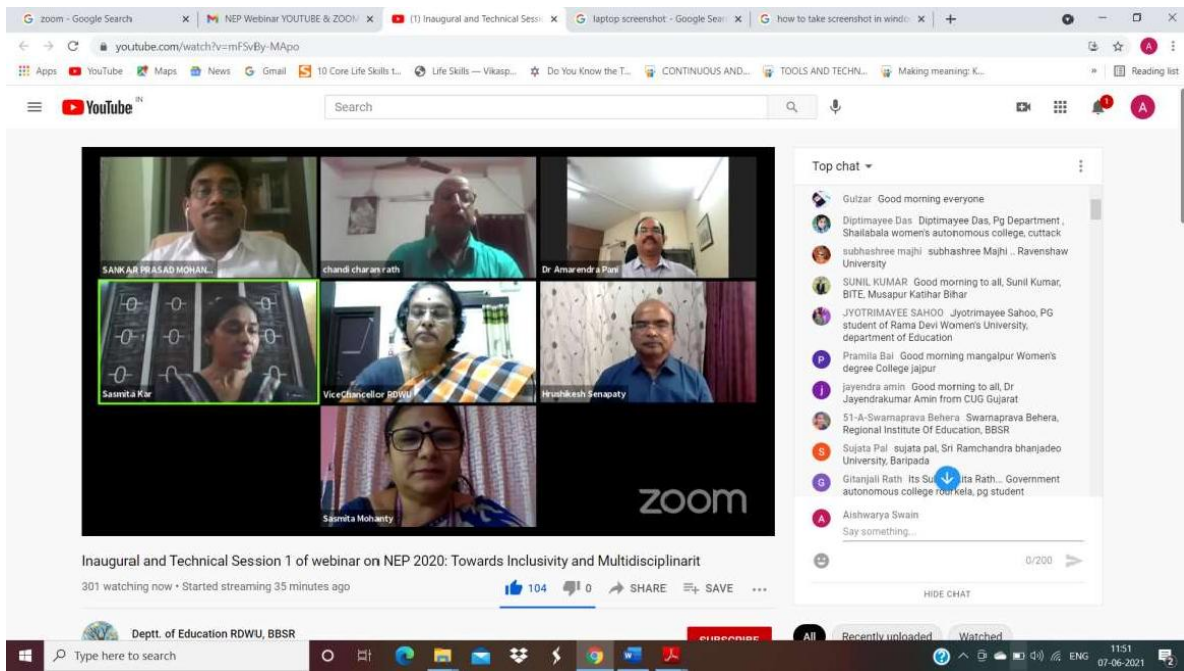 zoom - Google Search
NEP Webinar YOUTUBE & ZOOM
(1) Inaugural and Technical Sess
laptop screenshot - Google Sear
how to take screenshot in windo
youtube.com/watch?v=mFSvBy-MApo
A
Apps YouTube Maps News Gmail 10 Core Life Skills t... Life Skills — Vikasp... Do You Know the T... CONTINUOUS AND... TOOLS AND TECHN... Making meaning: K... » Reading list
YouTube IN
Search
1
A
SANKAR PRASAD MOHAN...
chandi charan rath
Dr Amarendra Pani
Sasmita Kar
ViceChancellor RDWU
Hrushikesh Senapaty
Sasmita Mohanty
zoom
Top chat
Gulzar Good morning everyone
Diptimayee Das Diptimayee Das, Pg Department ,
Shailabala women's autonomous college, cuttack
subhashree majhi subhashree Majhi .. Ravenshaw
University
SUNIL KUMAR Good morning to all, Sunil Kumar,
BITE, Musapur Katihar Bihar
JYOTRIMAYEE SAHOO Jyotrimayee Sahoo, PG
student of Rama Devi Women's University,
department of Education
P Pramila Bai Good morning mangalpur Women's
degree College jajpur
j jayendra amin Good morning to all, Dr
Jayendrakumar Amin from CUG Gujarat
51-A-Swarnaprava Behera Swarnaprava Behera,
Regional Institute Of Education, BBSR
S Sujata Pal sujata pal, Sri Ramchandra bhanjadeo
University, Baripada
G Gitanjali Rath Its Rath... Government
autonomous college rourkela, pg student
A Aishwarya Swain
Say something...
0/200
HIDE CHAT
Inaugural and Technical Session 1 of webinar on NEP 2020: Towards Inclusivity and Multidisciplinarit
301 watching now • Started streaming 35 minutes ago
104 0 SHARE SAVE ...
Deptt. of Education RDWU, BBSR
SUBSCRIBE
All Recently uploaded Watched
Type here to search
ENG
11:51
07-06-2021
2